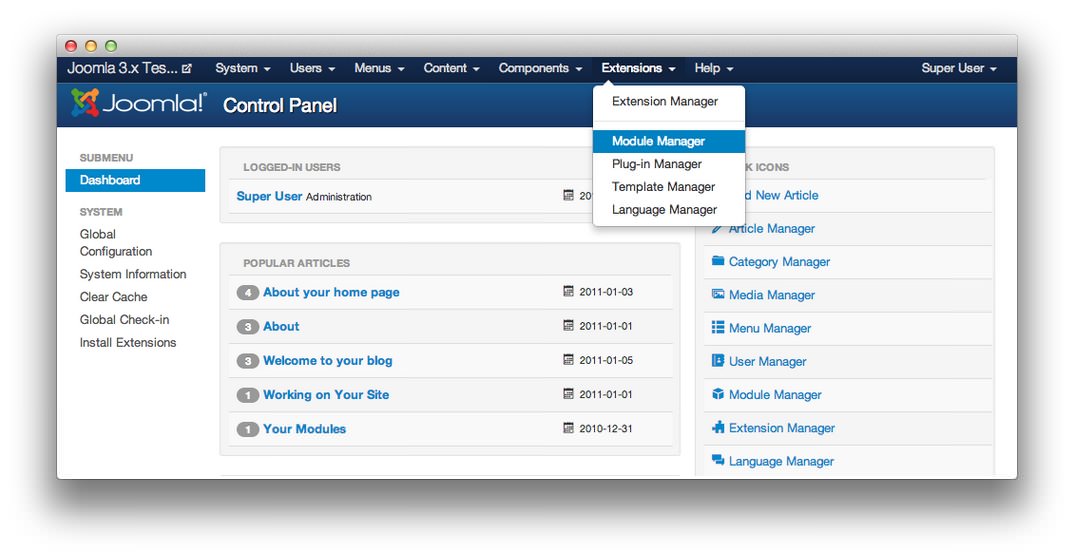 Joomla 3.x Tes... System Users Menus Content Components Extensions Help Super User
Joomla!® Control Panel
Extension Manager
Module Manager
Plug-in Manager
Template Manager
Language Manager
SUBMENU
Dashboard
SYSTEM
Global
Configuration
System Information
Clear Cache
Global Check-in
Install Extensions
LOGGED-IN USERS
Super User Administration
POPULAR ARTICLES
4 About your home page 2011-01-03
3 About 2011-01-01
3 Welcome to your blog 2011-01-05
1 Working on Your Site 2011-01-01
1 Your Modules 2010-12-31
ICONS
New Article
Article Manager
Category Manager
Media Manager
Menu Manager
User Manager
Module Manager
Extension Manager
Language Manager